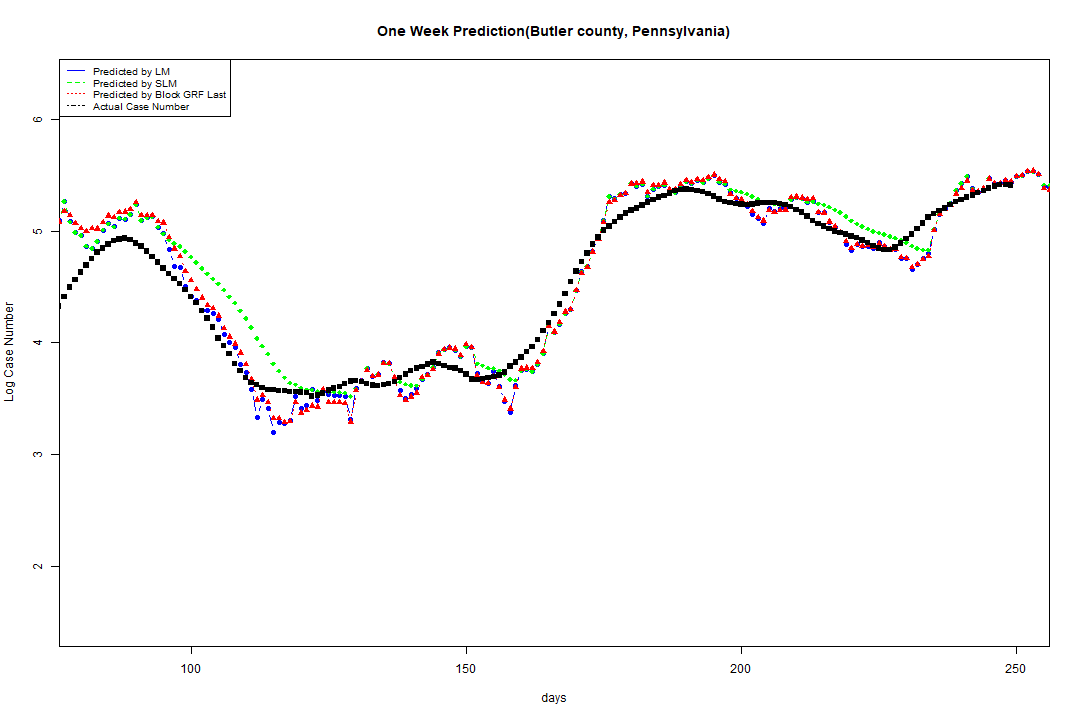 One Week Prediction(Butler county, Pennsylvania)
Predicted by LM
Predicted by SLM
Predicted by Block GRF Last
Actual Case Number
Log Case Number
6
5
4
3
2
100
150
200
250
days